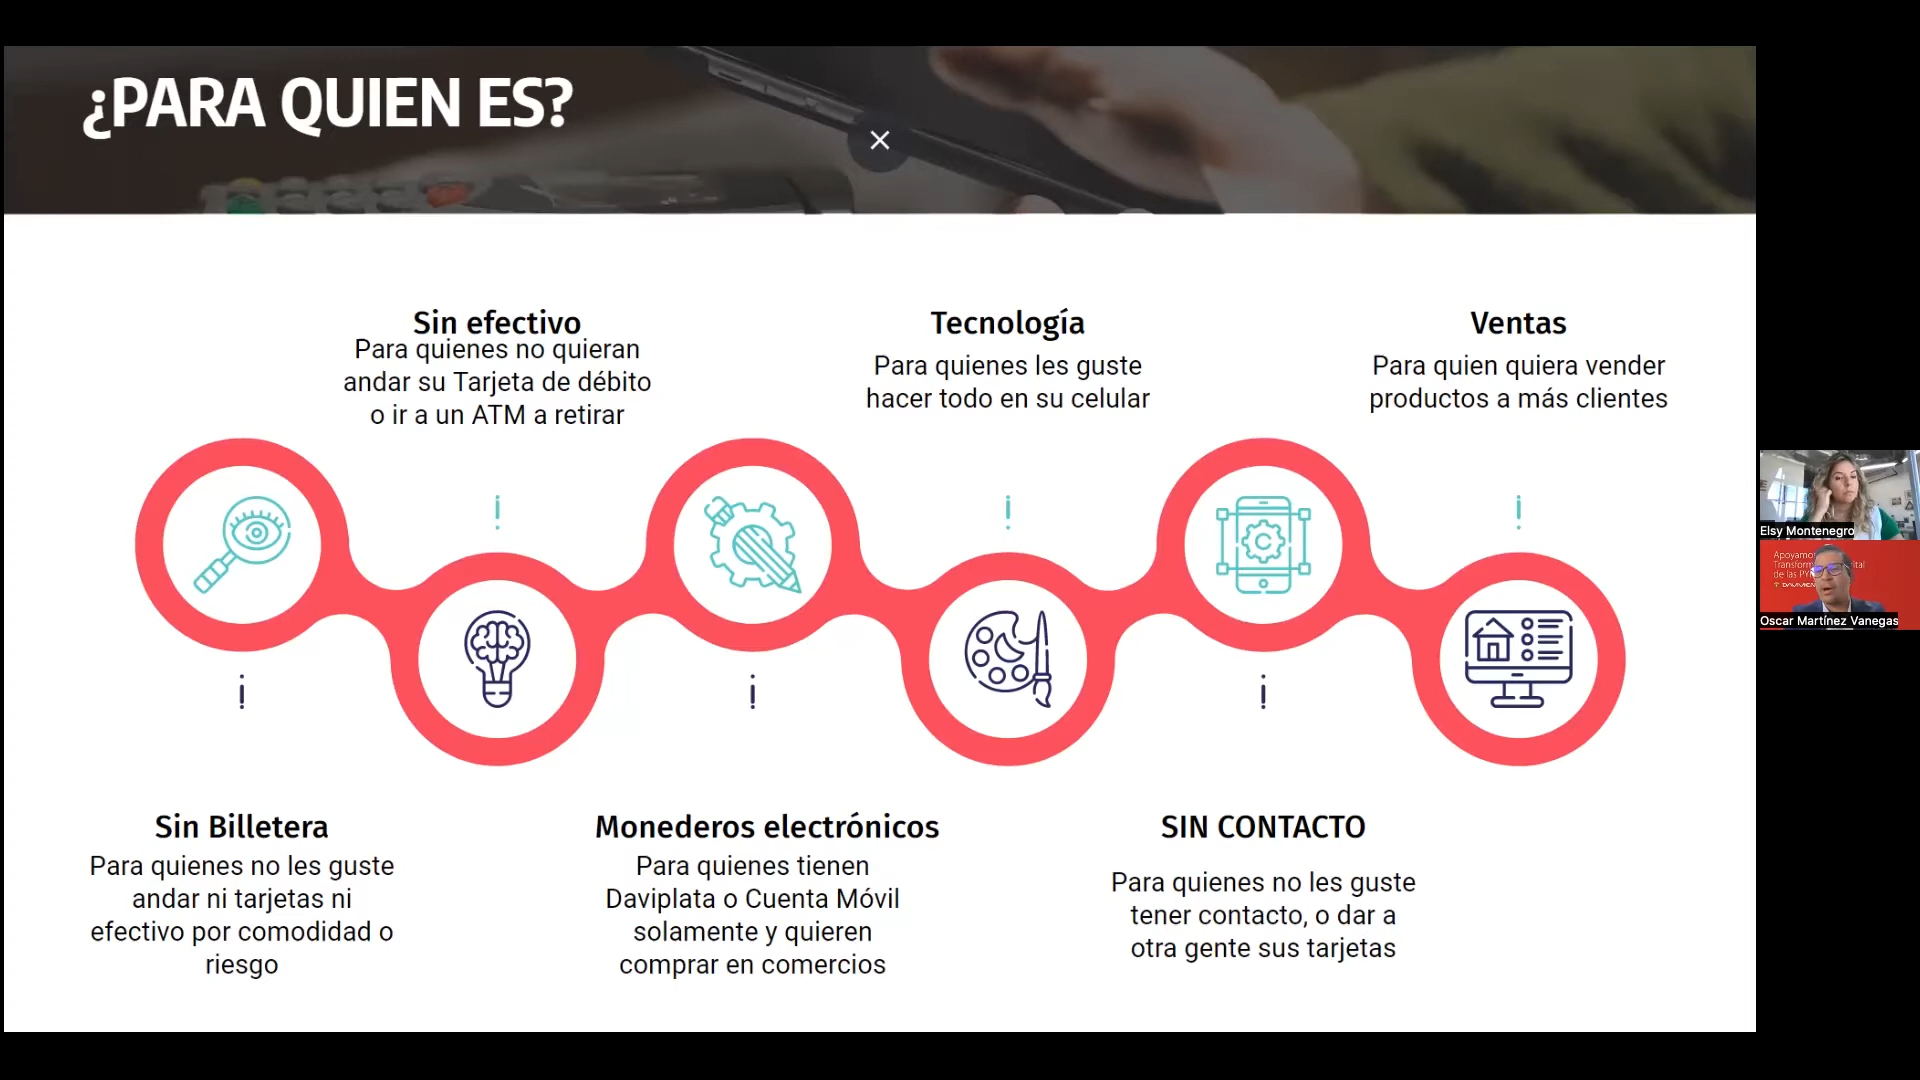 ¿PARA QUIEN ES?
Sin efectivo
Para quienes no quieran
andar su Tarjeta de débito
o ir a un ATM a retirar
Tecnología
Para quienes les guste
hacer todo en su celular
Ventas
Para quien quiera vender
productos a más clientes
Sin Billetera
Para quienes no les guste
andar ni tarjetas ni
efectivo por comodidad o
riesgo
Monederos electrónicos
Para quienes tienen
Daviplata o Cuenta Móvil
solamente y quieren
comprar en comercios
SIN CONTACTO
Para quienes no les guste
tener contacto, o dar a
otra gente sus tarjetas
Elsy Montenegro
de las
Oscar Martínez Vanegas